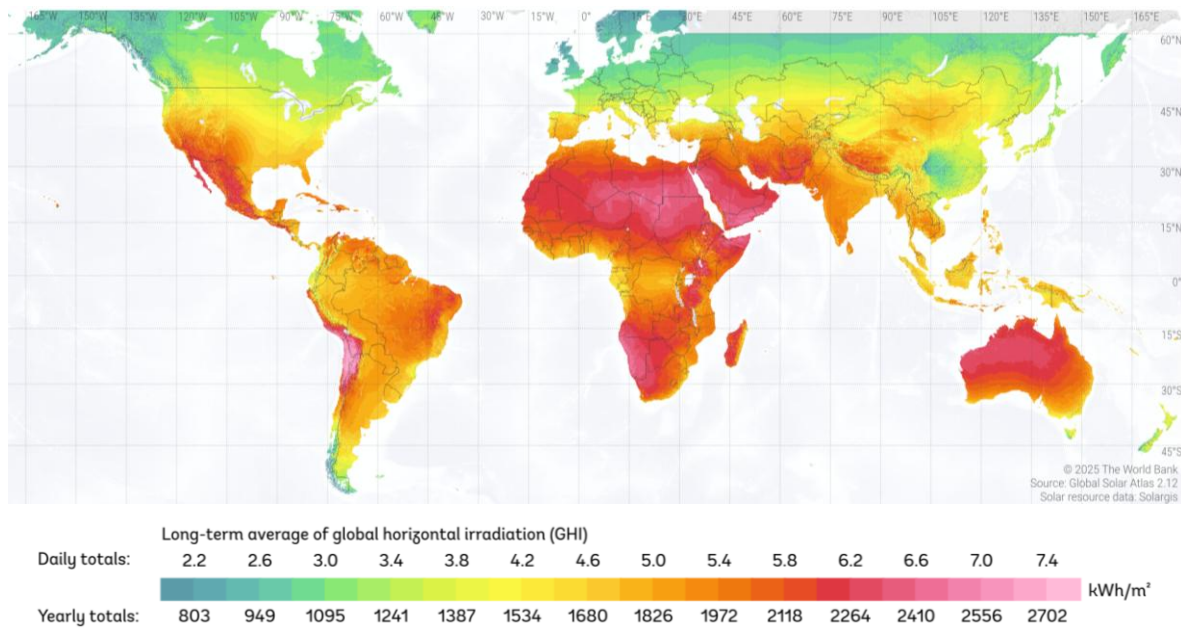 165°W 150°W 135°W 120°W 105°W 90°W 75°W 60°W 45°W 30°W 15°W 0° 15°E 30°E 45°E 60°E 75°E 90°E 105°E 120°E 135°E 150°E 165°E
60°N
45°N
30°N
15°N
0°
15°S
30°S
45°S
© 2025 The World Bank
Source: Global Solar Atlas 2.12
Solar resource data: Solargis
Long-term average of global horizontal irradiation (GHI)
Daily totals: 2.2 2.6 3.0 3.4 3.8 4.2 4.6 5.0 5.4 5.8 6.2 6.6 7.0 7.4
kWh/m²
Yearly totals: 803 949 1095 1241 1387 1534 1680 1826 1972 2118 2264 2410 2556 2702